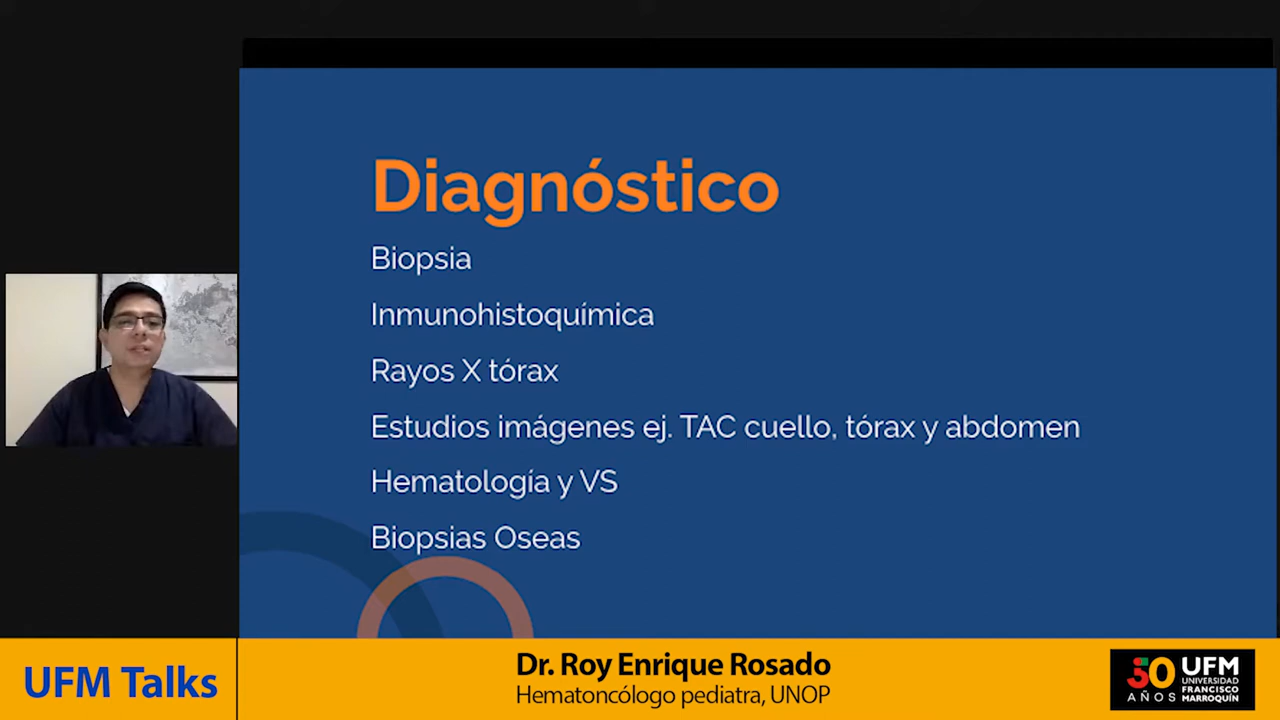 Diagnóstico
Biopsia
Inmunohistoquímica
Rayos X tórax
Estudios imágenes ej. TAC cuello, tórax y abdomen
Hematología y VS
Biopsias Oseas
UFM Talks
Dr. Roy Enrique Rosado
Hematoncólogo pediatra, UNOP
50
AÑOS
UFM
UNIVERSIDAD
FRANCISCO
MARROQUÍN